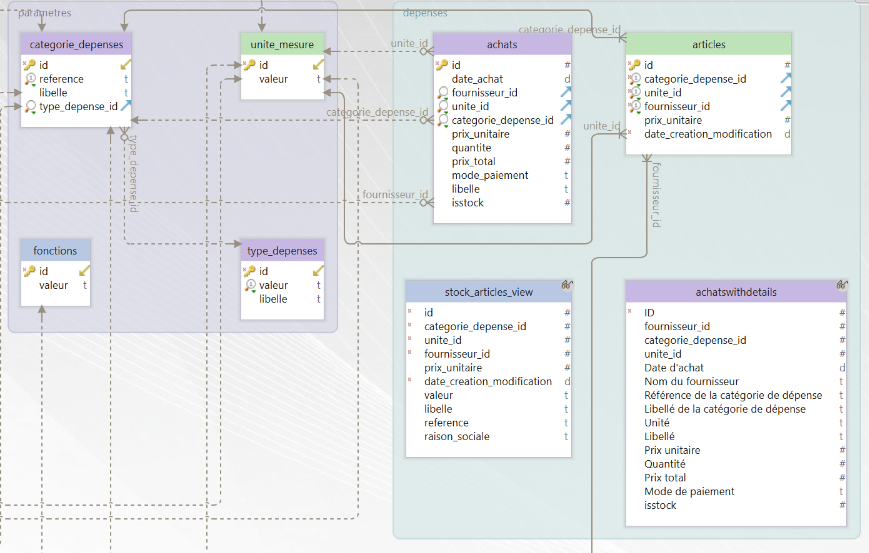 parametres
categorie_depenses
id
reference t
libelle t
type_depense_id
unite_mesure
id
valeur t
type_depense_id
fonctions
id
valeur t
type_depenses
id
valeur t
libelle t
depenses
unite_id
categorie_depense_id
fournisseur_id
achats
id #
date_achat d
fournisseur_id
unite_id
categorie_depense_id
prix_unitaire #
quantite #
prix_total #
mode_paiement t
libelle t
isstock #
categorie_depense_id
unite_id
fournisseur_id
articles
id #
categorie_depense_id
unite_id
fournisseur_id
prix_unitaire #
date_creation_modification d
stock_articles_view
id #
categorie_depense_id #
unite_id #
fournisseur_id #
prix_unitaire #
date_creation_modification d
valeur t
libelle t
reference t
raison_sociale t
achatswithdetails
ID #
fournisseur_id #
categorie_depense_id #
unite_id #
Date d'achat d
Nom du fournisseur t
Référence de la catégorie de dépense t
Libellé de la catégorie de dépense t
Unité t
Libellé t
Prix unitaire #
Quantité #
Prix total #
Mode de paiement t
isstock #